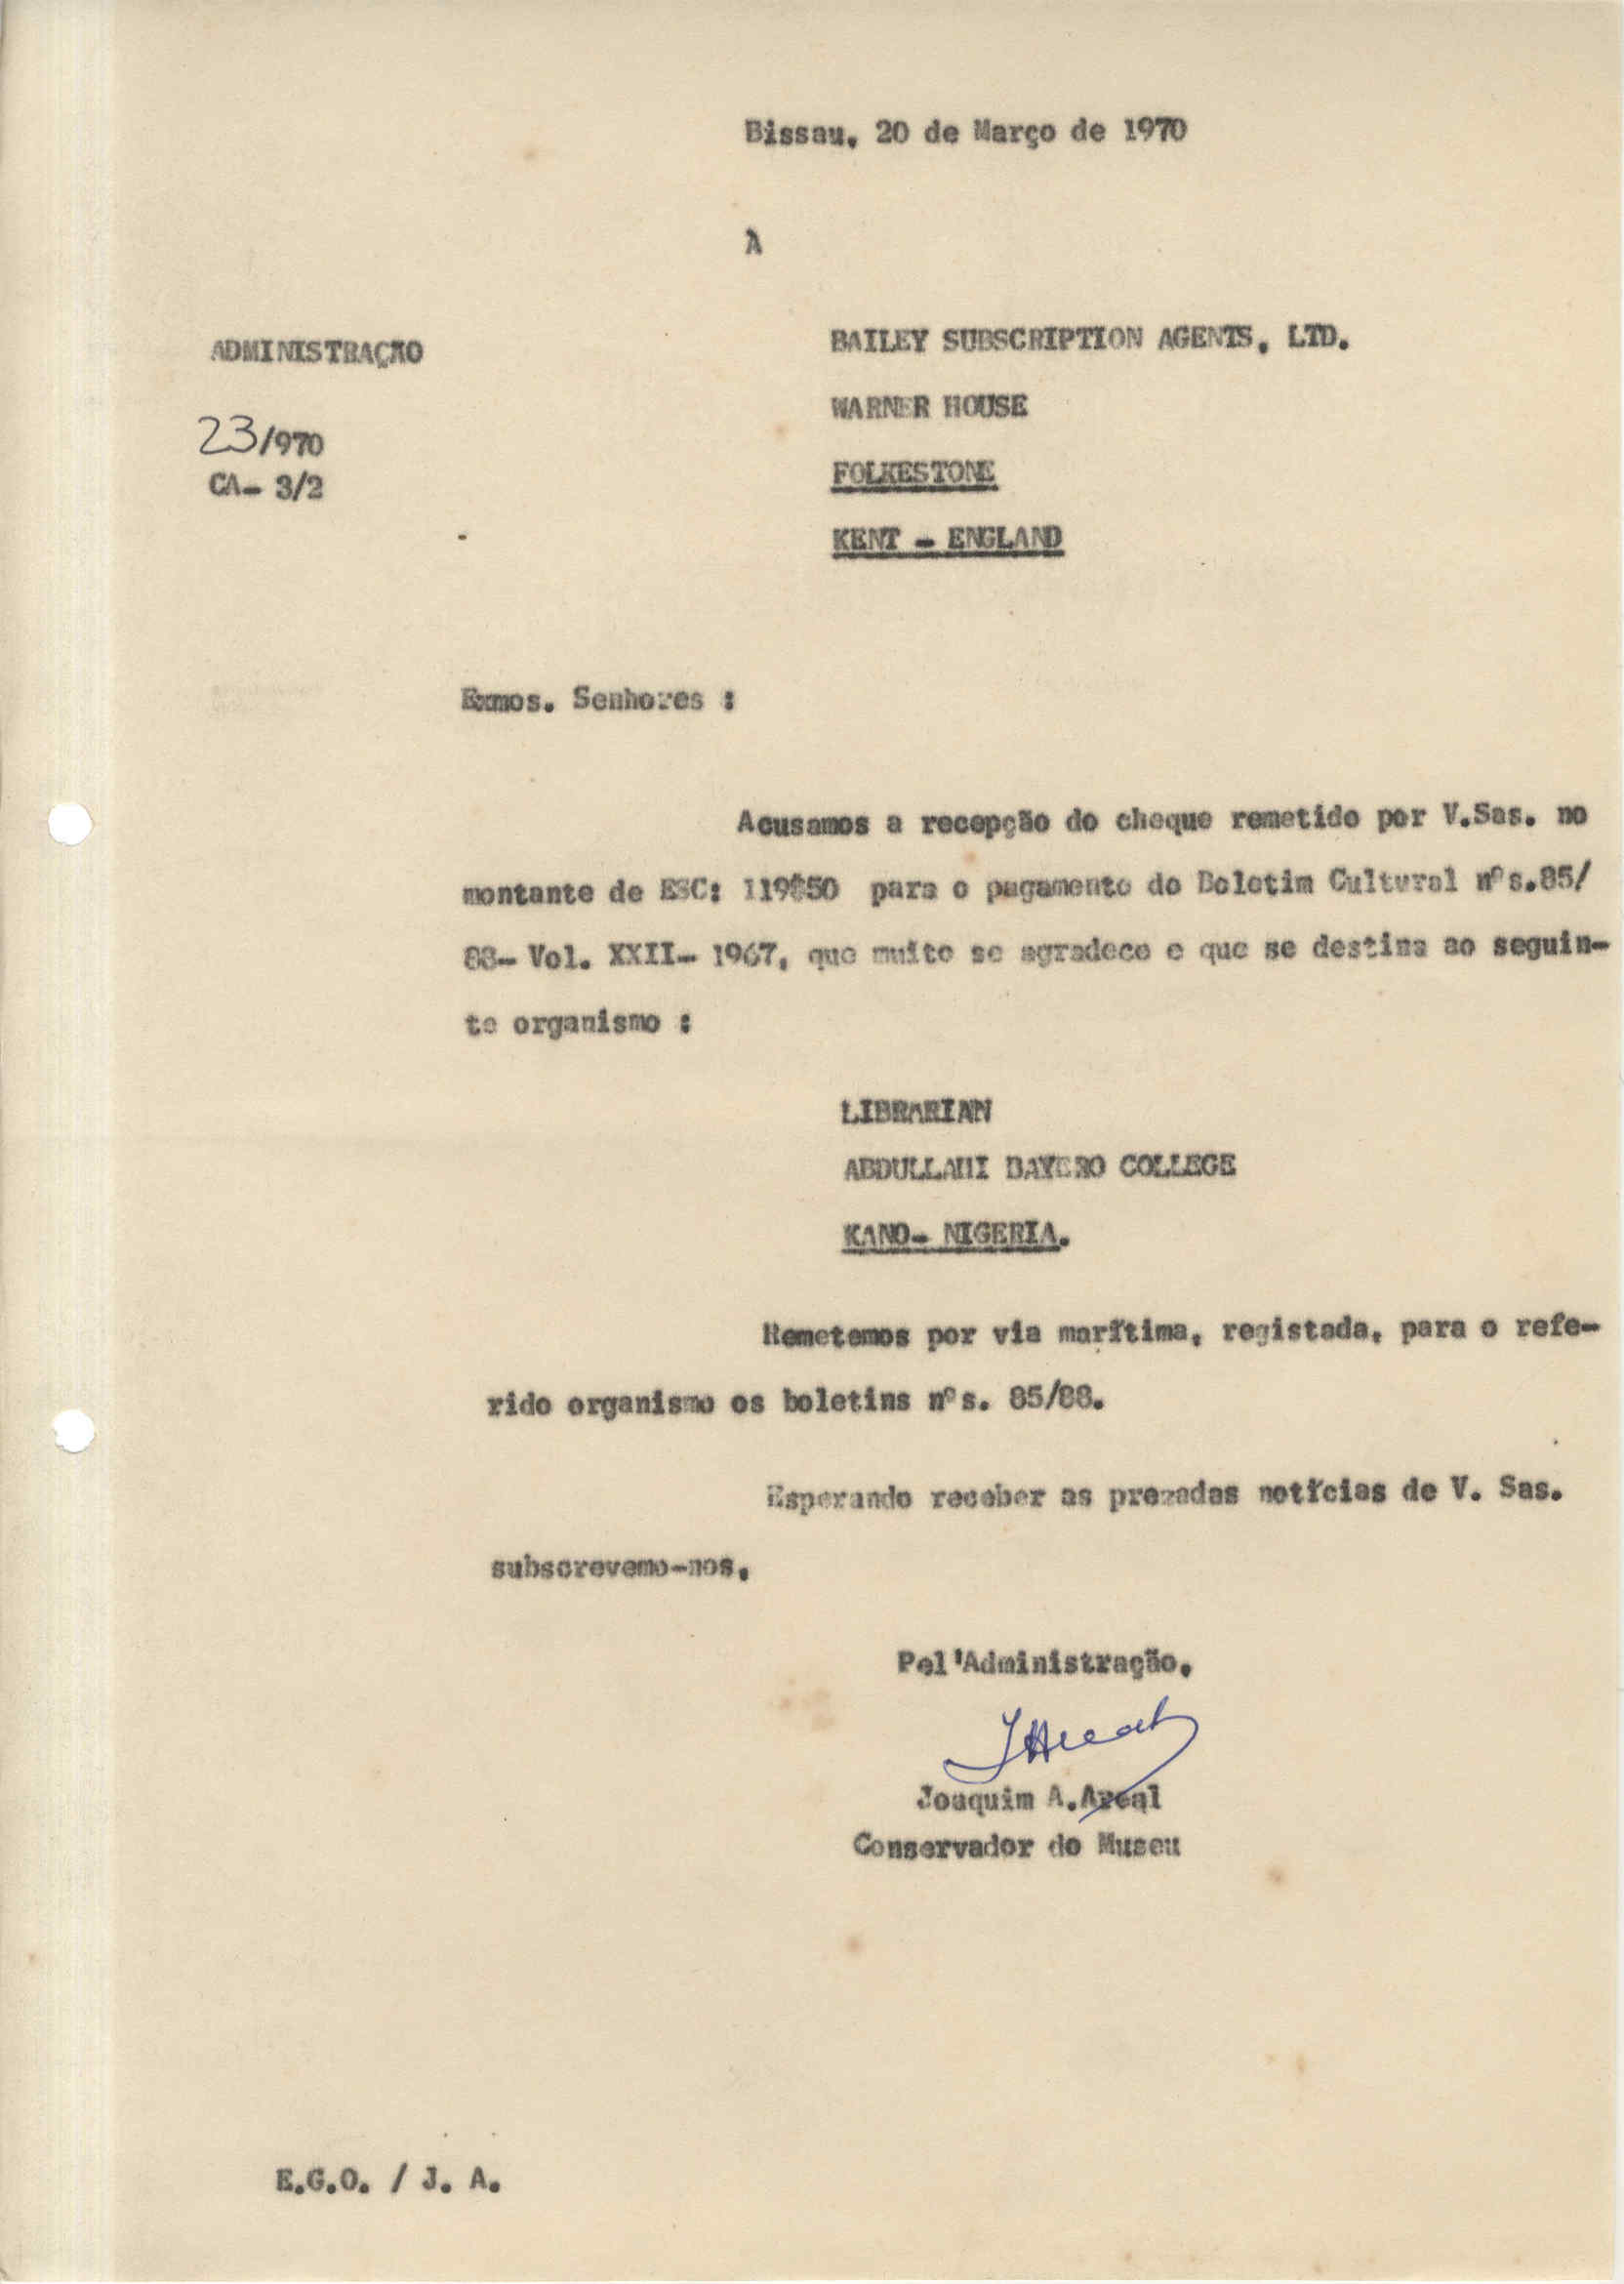 Bissau, 20 de Março de 1970
À
ADMINISTRAÇÃO
BAILEY SUBSCRIPTION AGENTS, LTD.
WARNER HOUSE
23/970
FOLKESTONE
CA- 3/2
KENT - ENGLAND
Exmos. Senhores :
Acusamos a recepção do cheque remetido por V.Sas. no
montante de ESC: 119$50 para o pagamento do Boletim Cultural nºs.85/
88- Vol. XXII- 1967, que muito se agradece e que se destina ao seguin-
te organismo :
LIBRARIAN
ABDULLAHI BAYERO COLLEGE
KANO- NIGERIA.
Remetemos por via marítima, registada, para o refe-
rido organismo os boletins nºs. 85/88.
Esperando receber as prezadas notícias de V. Sas.
subscrevemo-nos,
Pel'Administração,
JAreal
Joaquim A.Areal
Conservador do Museu
E.G.O. / J. A.